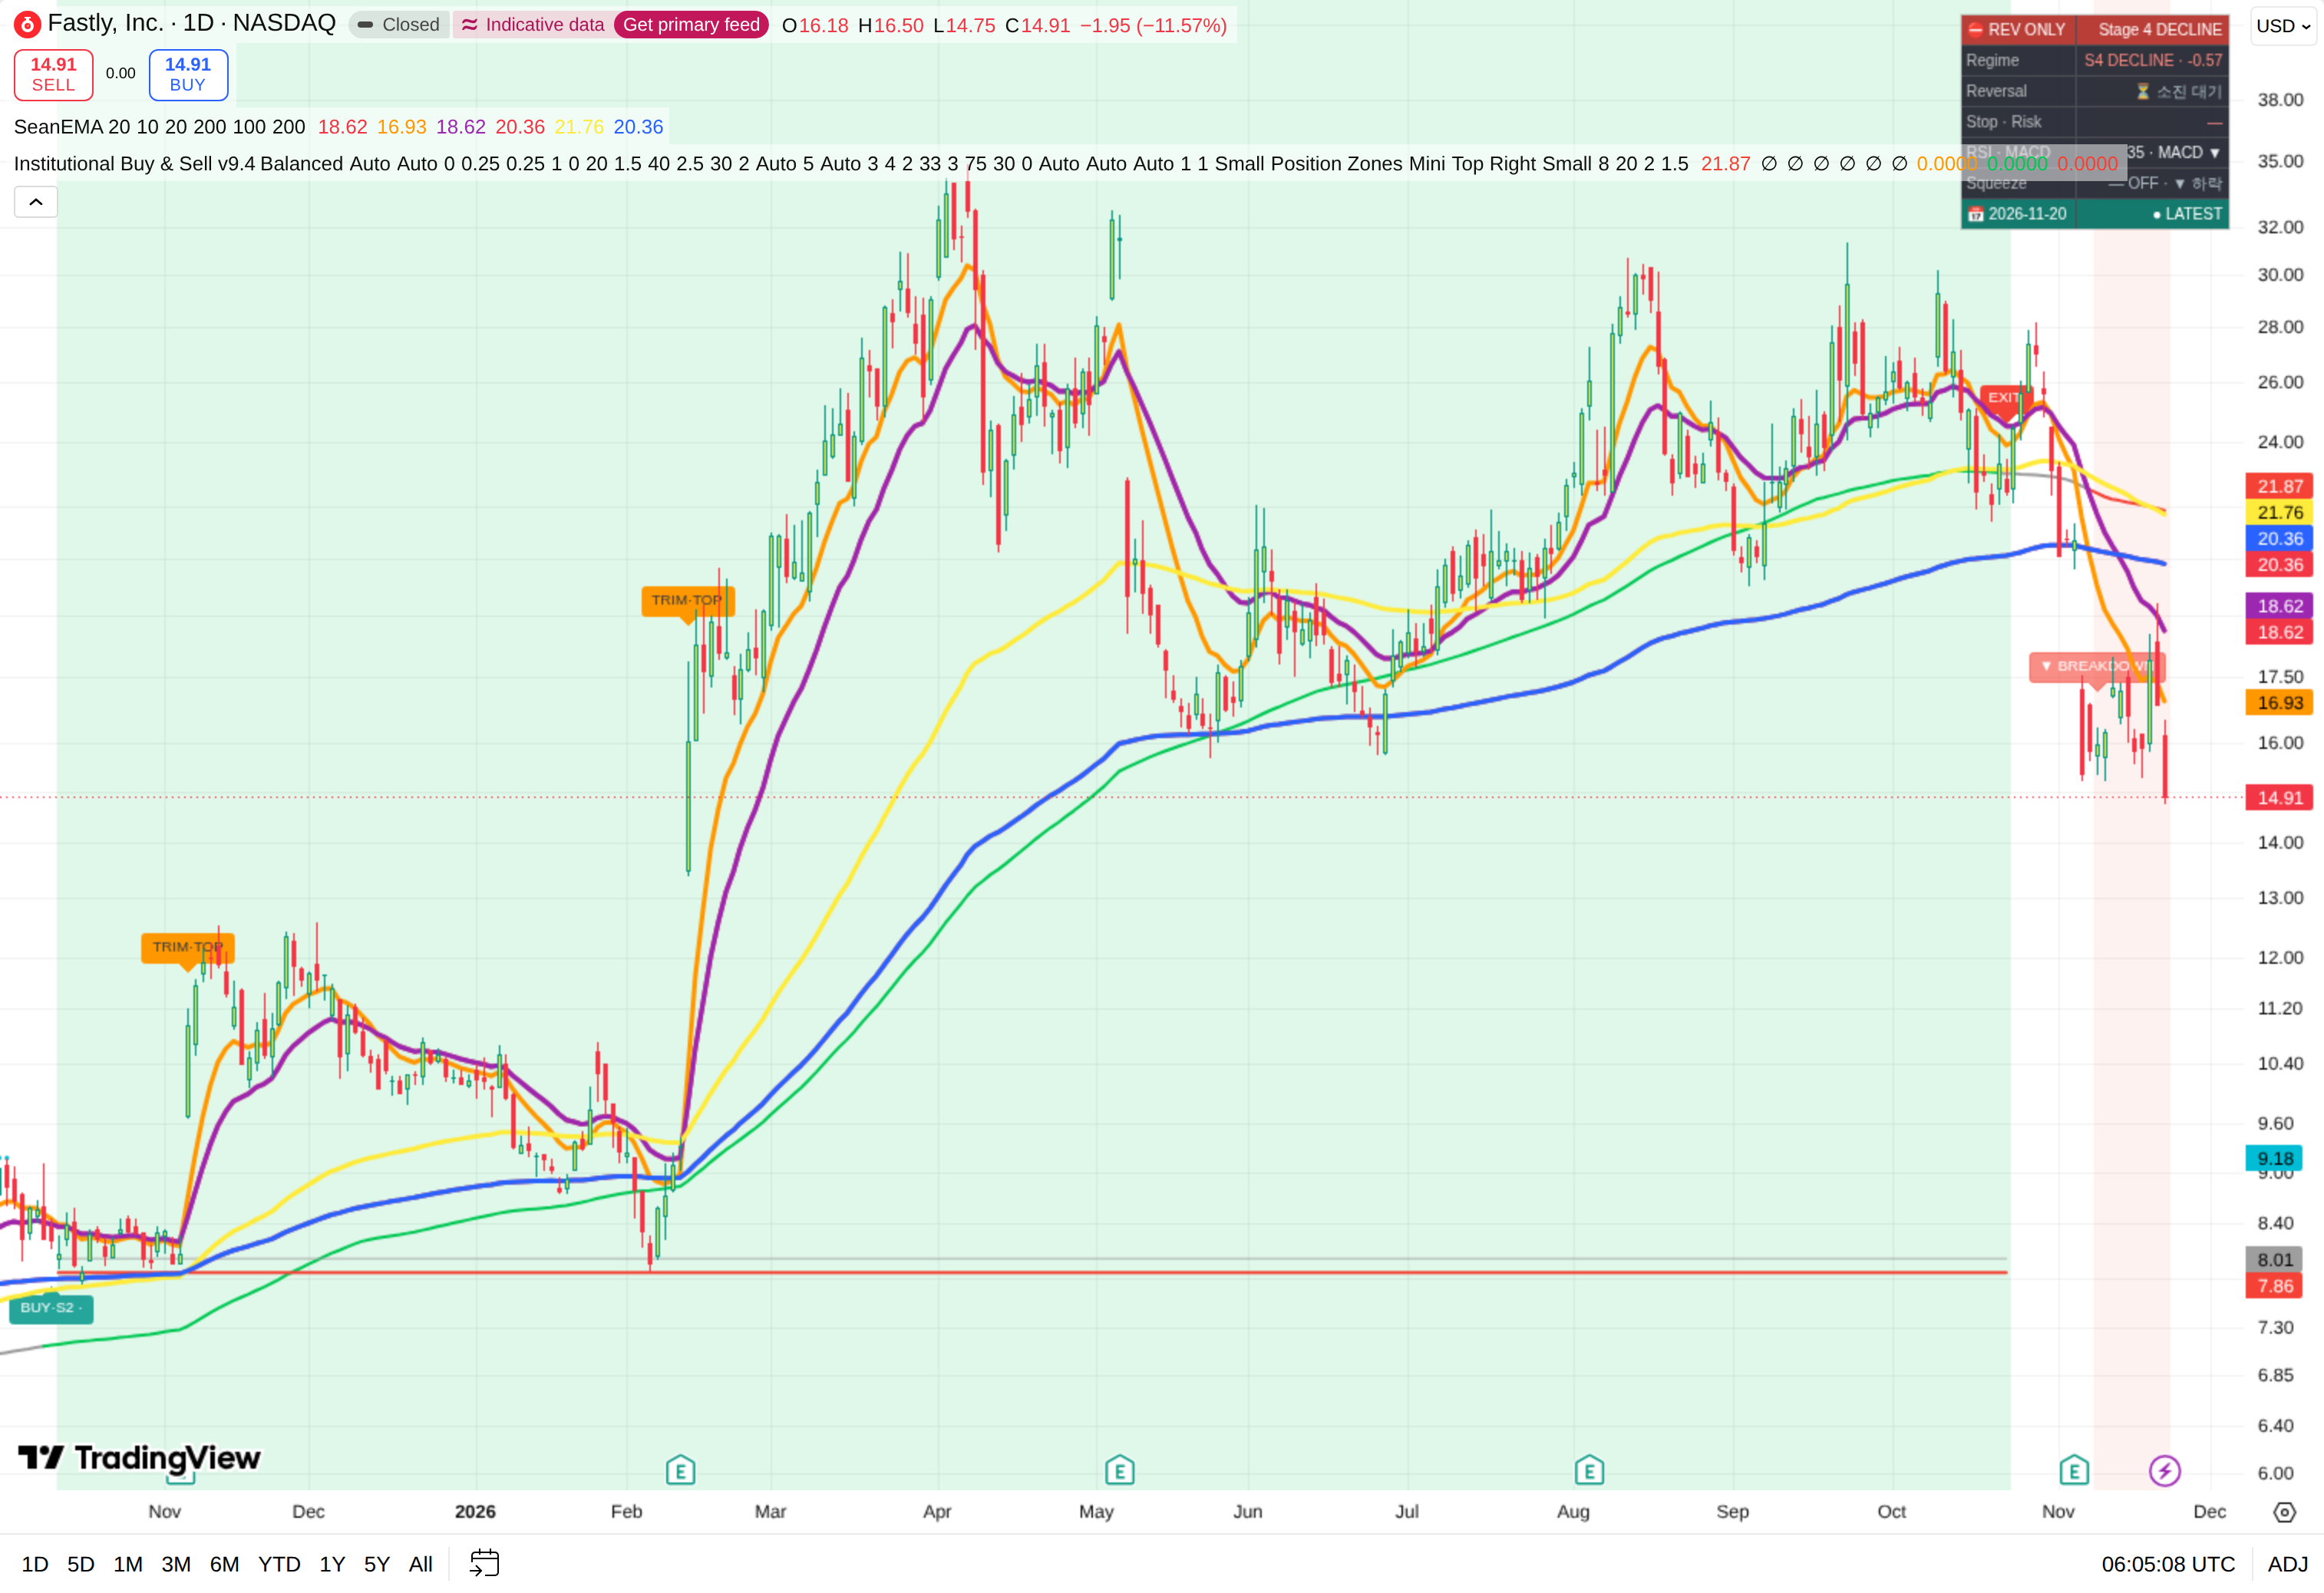 Fastly, Inc. · 1D · NASDAQ Closed Indicative data Get primary feed O16.18 H16.50 L14.75 C14.91 −1.95 (−11.57%)
14.91 SELL 0.00 14.91 BUY
SeanEMA 20 10 20 200 100 200 18.62 16.93 18.62 20.36 21.76 20.36
Institutional Buy & Sell v9.4 Balanced Auto Auto 0 0.25 0.25 1 0 20 1.5 40 2.5 30 2 Auto 5 Auto 3 4 2 33 3 75 30 0 Auto Auto Auto 1 1 Small Position Zones Mini Top Right Small 8 20 2 1.5 21.87 ∅ ∅ ∅ ∅ ∅ ∅ 0.0000 0.0000 0.0000
⛔ REV ONLY Stage 4 DECLINE
Regime S4 DECLINE · -0.57
Reversal ⏳ 소진 대기
Stop · Risk —
RSI · MACD 35 · MACD ▼
Squeeze — OFF · ▼ 하락
📅 2026-11-20 ● LATEST
USD
38.00
35.00
32.00
30.00
28.00
26.00
24.00
21.87
21.76
20.36
20.36
18.62
18.62
17.50
16.93
16.00
14.91
14.00
13.00
12.00
11.20
10.40
9.60
9.18
9.00
8.40
8.01
7.86
7.30
6.85
6.40
6.00
EXIT
TRIM·TOP
▼ BREAKDOWN
TRIM·TOP
BUY·S2 ·
TradingView
E E E E
Nov Dec 2026 Feb Mar Apr May Jun Jul Aug Sep Oct Nov Dec
1D 5D 1M 3M 6M YTD 1Y 5Y All 06:05:08 UTC ADJ